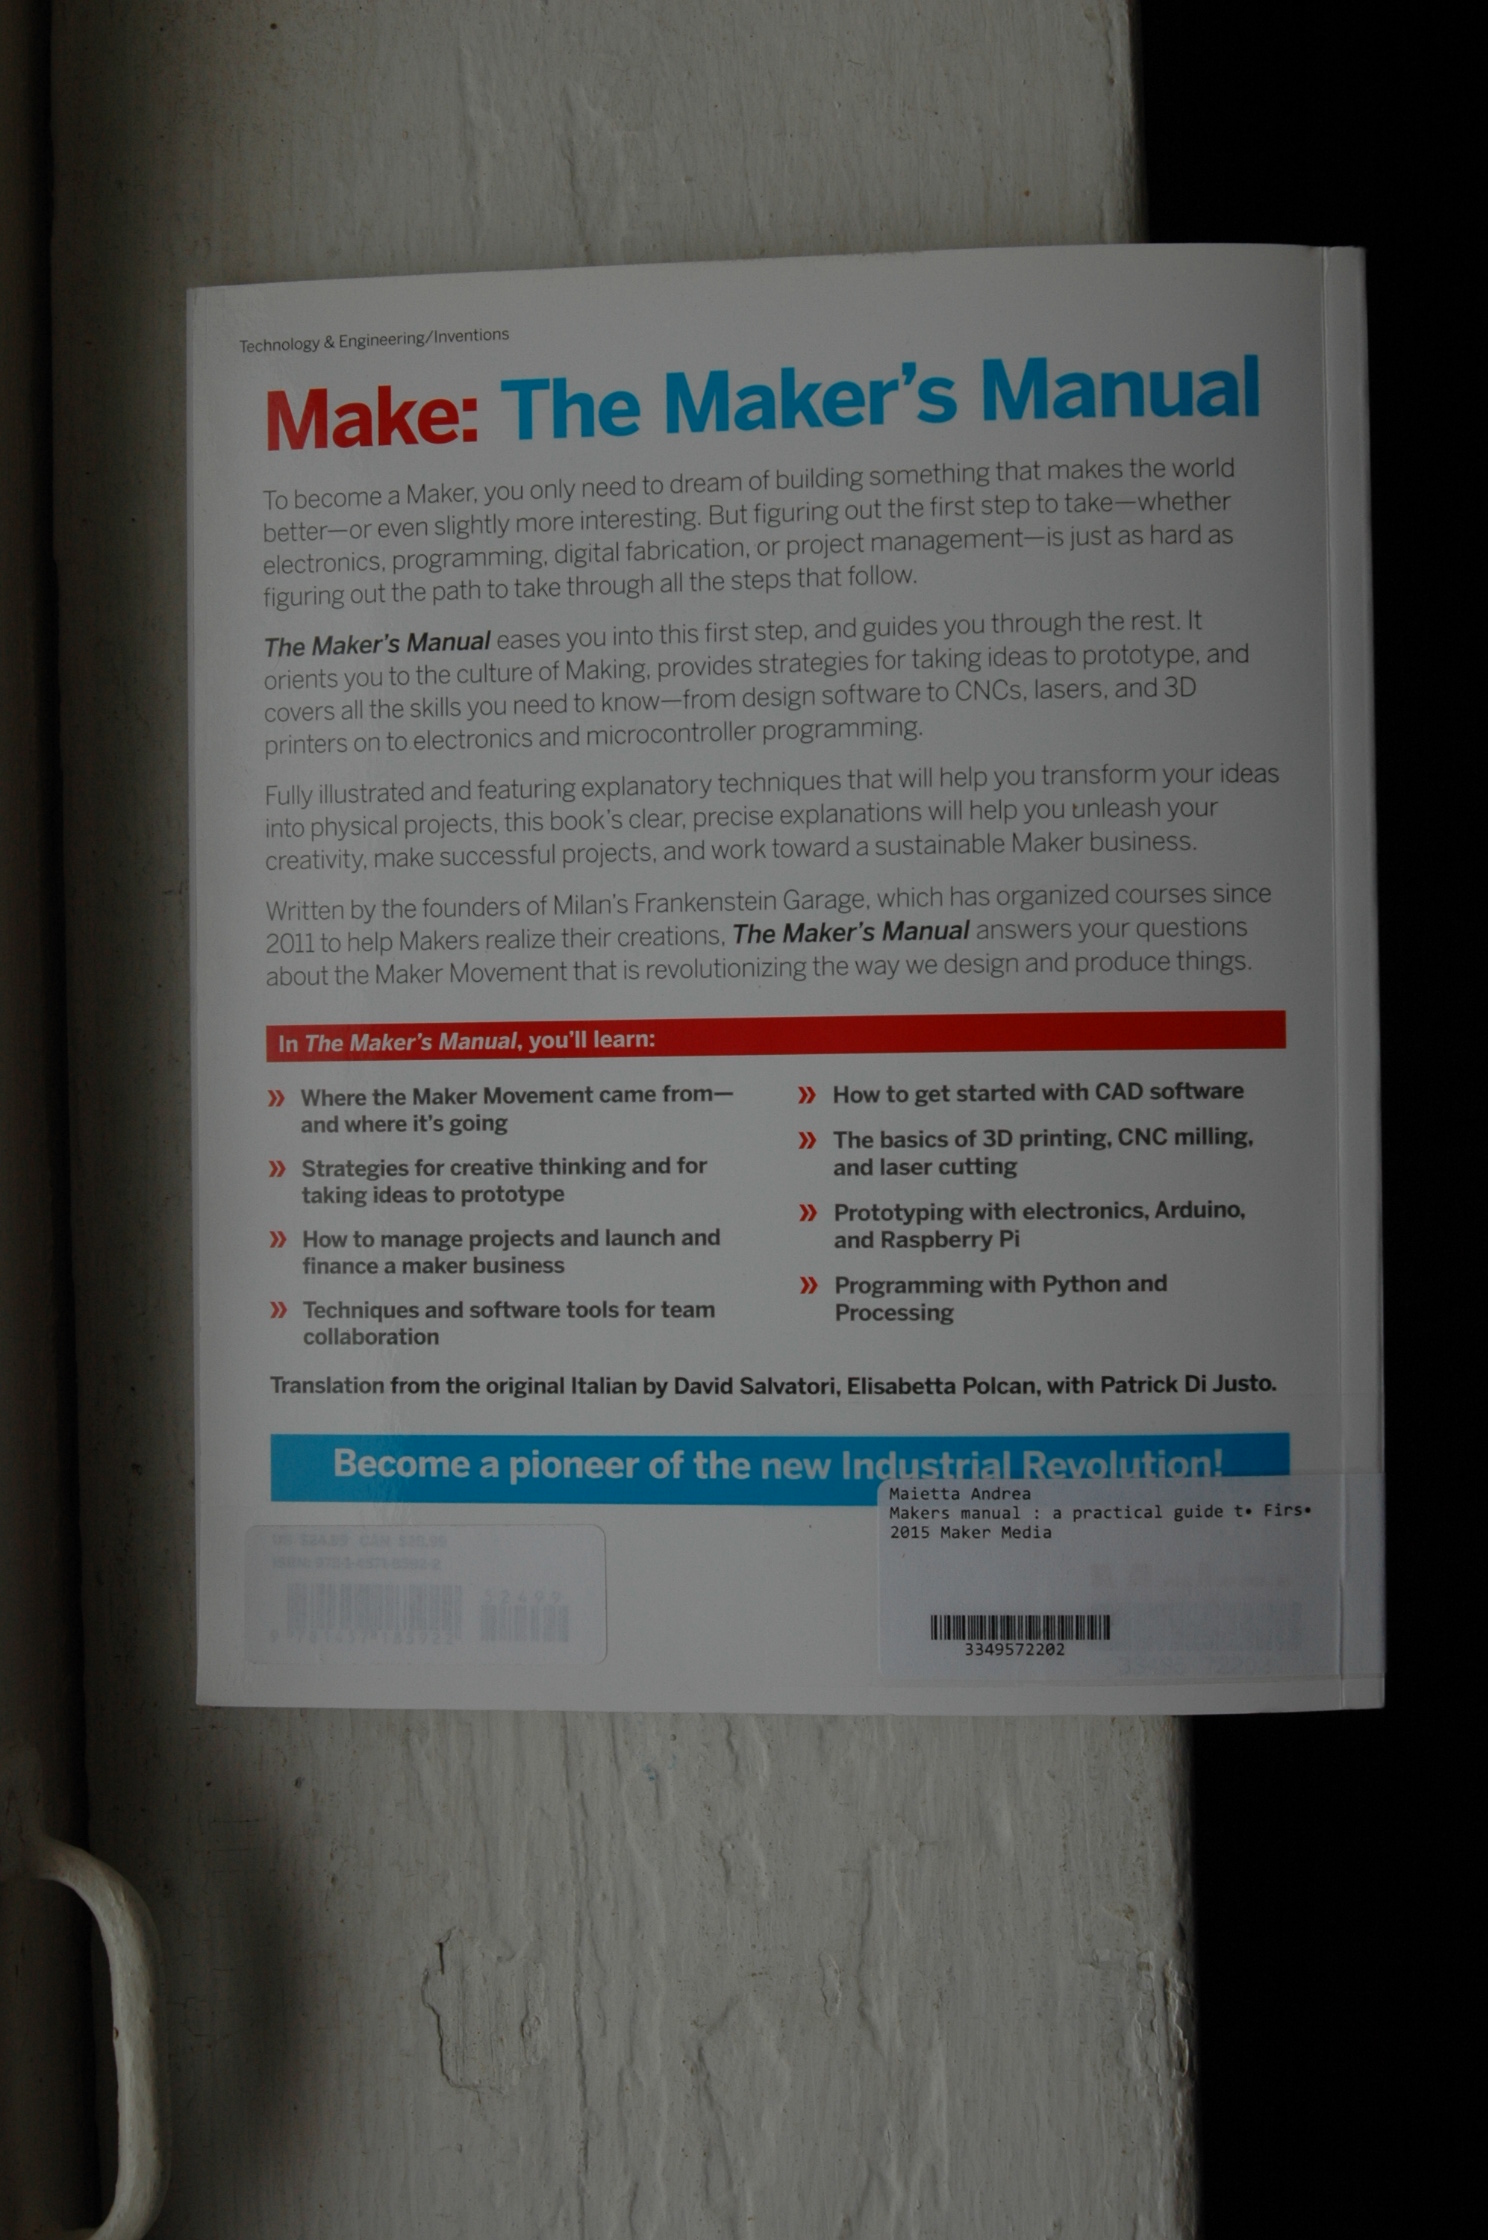 Technology & Engineering/Inventions
Make: The Maker's Manual
To become a Maker, you only need to dream of building something that makes the world
better—or even slightly more interesting. But figuring out the first step to take—whether
electronics, programming, digital fabrication, or project management—is just as hard as
figuring out the path to take through all the steps that follow.
The Maker's Manual eases you into this first step, and guides you through the rest. It
orients you to the culture of Making, provides strategies for taking ideas to prototype, and
covers all the skills you need to know—from design software to CNCs, lasers, and 3D
printers on to electronics and microcontroller programming.
Fully illustrated and featuring explanatory techniques that will help you transform your ideas
into physical projects, this book's clear, precise explanations will help you unleash your
creativity, make successful projects, and work toward a sustainable Maker business.
Written by the founders of Milan's Frankenstein Garage, which has organized courses since
2011 to help Makers realize their creations, The Maker's Manual answers your questions
about the Maker Movement that is revolutionizing the way we design and produce things.
In The Maker's Manual, you'll learn:
» Where the Maker Movement came from—
and where it's going
» Strategies for creative thinking and for
taking ideas to prototype
» How to manage projects and launch and
finance a maker business
» Techniques and software tools for team
collaboration
» How to get started with CAD software
» The basics of 3D printing, CNC milling,
and laser cutting
» Prototyping with electronics, Arduino,
and Raspberry Pi
» Programming with Python and
Processing
Translation from the original Italian by David Salvatori, Elisabetta Polcan, with Patrick Di Justo.
Become a pioneer of the new Industrial Revolution!
Maietta Andrea
Makers manual : a practical guide t• Firs•
2015 Maker Media
3349572202
US $24.99 CAN $28.99
52499